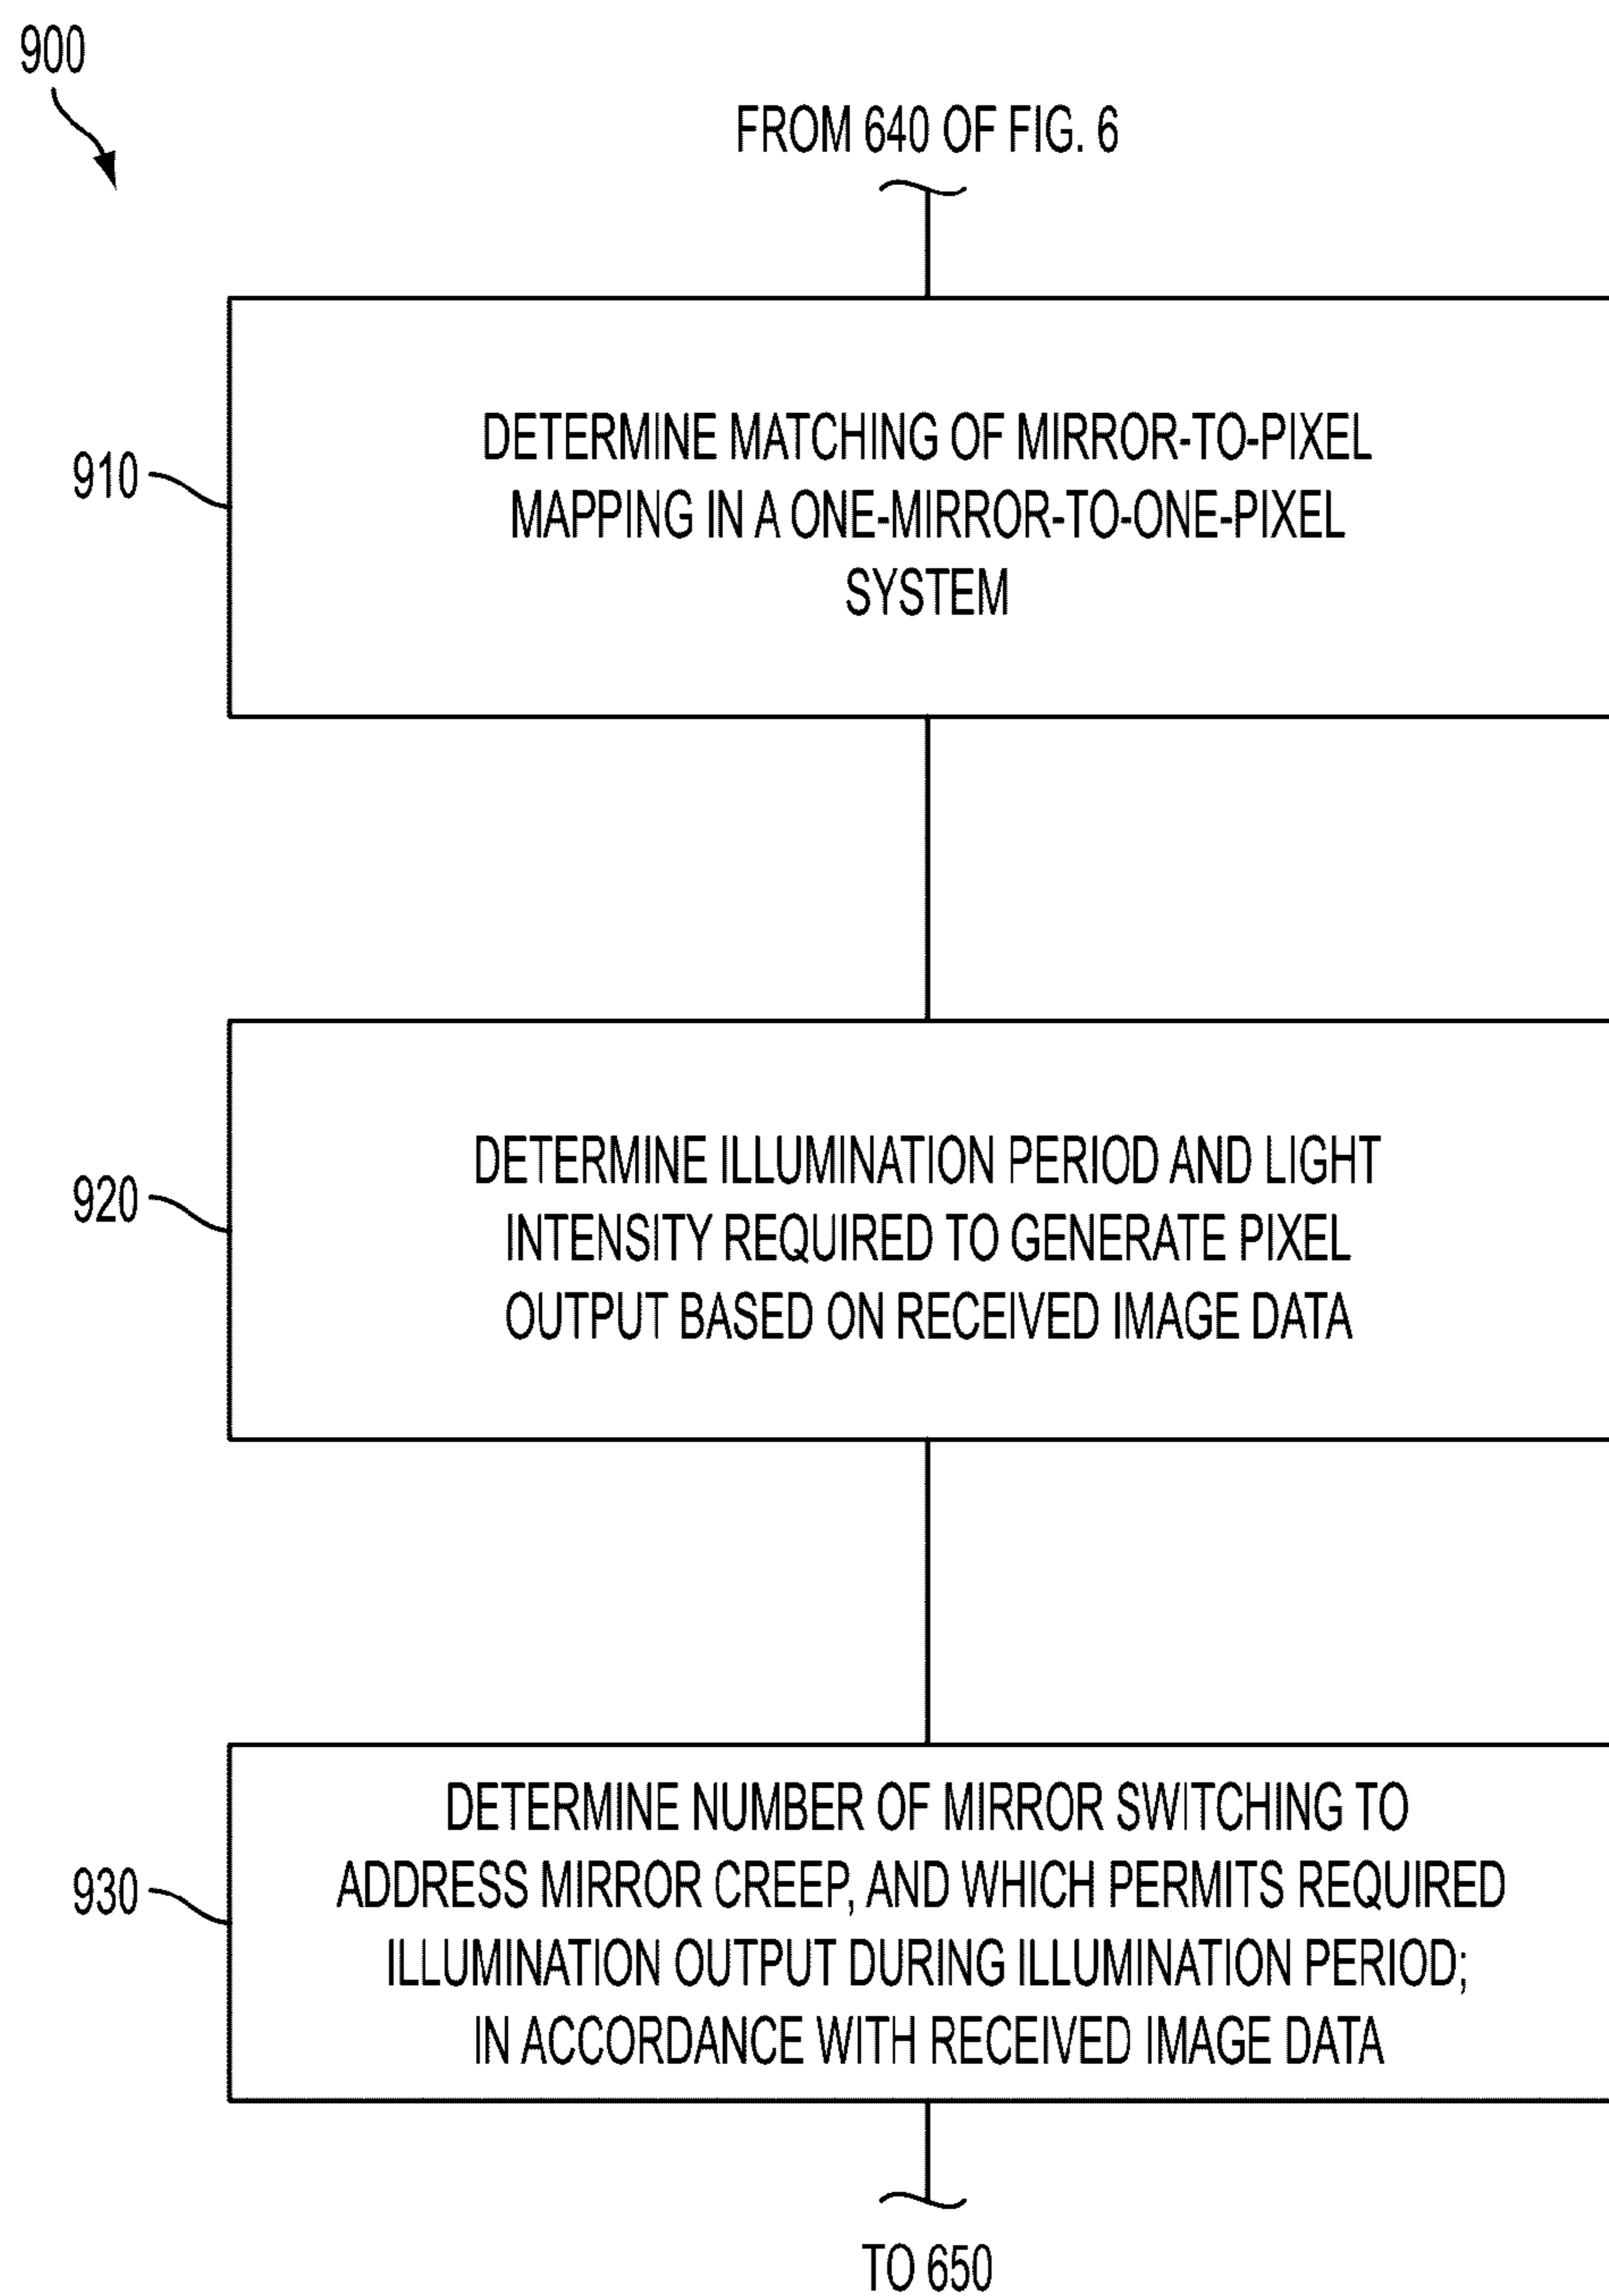 900
FROM 640 OF FIG. 6
910
DETERMINE MATCHING OF MIRROR-TO-PIXEL
MAPPING IN A ONE-MIRROR-TO-ONE-PIXEL
SYSTEM
920
DETERMINE ILLUMINATION PERIOD AND LIGHT
INTENSITY REQUIRED TO GENERATE PIXEL
OUTPUT BASED ON RECEIVED IMAGE DATA
930
DETERMINE NUMBER OF MIRROR SWITCHING TO
ADDRESS MIRROR CREEP, AND WHICH PERMITS REQUIRED
ILLUMINATION OUTPUT DURING ILLUMINATION PERIOD;
IN ACCORDANCE WITH RECEIVED IMAGE DATA
TO 650